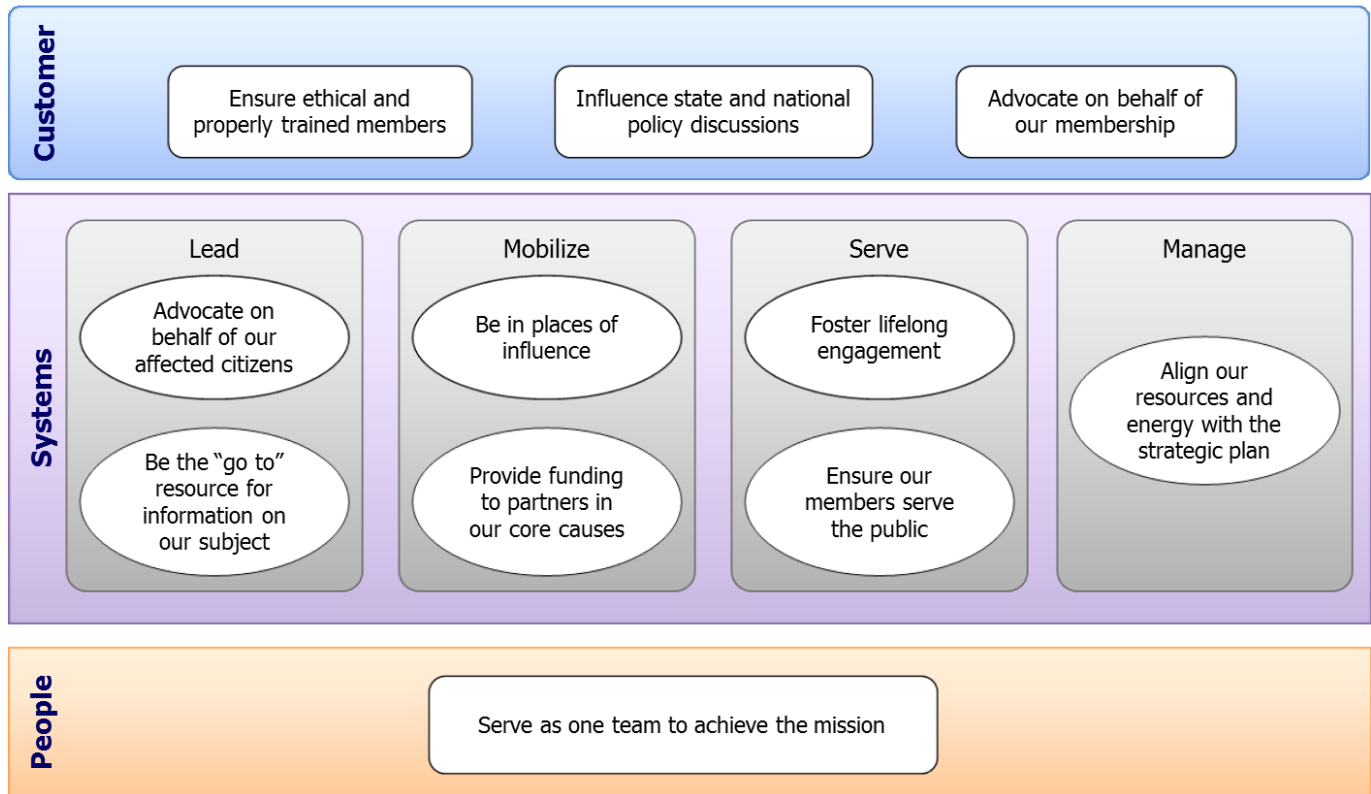 Customer
Ensure ethical and
properly trained members
Influence state and national
policy discussions
Advocate on behalf of
our membership
Systems
Lead
Advocate on
behalf of our
affected citizens
Be the “go to”
resource for
information on
our subject
Mobilize
Be in places of
influence
Provide funding
to partners in
our core causes
Serve
Foster lifelong
engagement
Ensure our
members serve
the public
Manage
Align our
resources and
energy with the
strategic plan
People
Serve as one team to achieve the mission